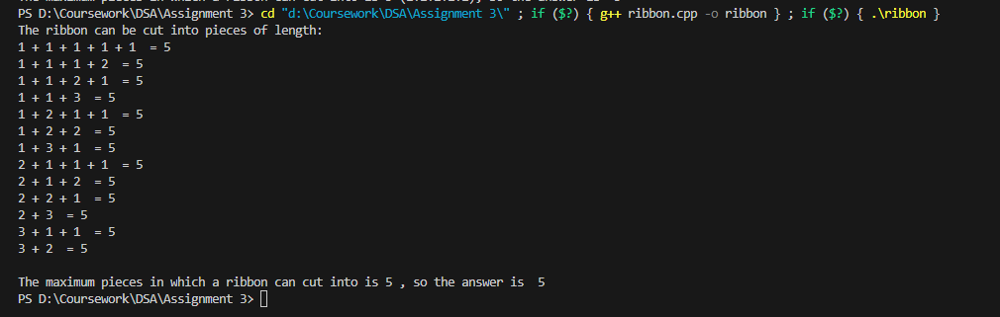 PS D:\Coursework\DSA\Assignment 3> cd "d:\Coursework\DSA\Assignment 3\" ; if ($?) { g++ ribbon.cpp -o ribbon } ; if ($?) { .\ribbon }
The ribbon can be cut into pieces of length:
1 + 1 + 1 + 1 + 1  = 5
1 + 1 + 1 + 2  = 5
1 + 1 + 2 + 1  = 5
1 + 1 + 3  = 5
1 + 2 + 1 + 1  = 5
1 + 2 + 2  = 5
1 + 3 + 1  = 5
2 + 1 + 1 + 1  = 5
2 + 1 + 2  = 5
2 + 2 + 1  = 5
2 + 3  = 5
3 + 1 + 1  = 5
3 + 2  = 5
The maximum pieces in which a ribbon can cut into is 5 , so the answer is  5
PS D:\Coursework\DSA\Assignment 3>